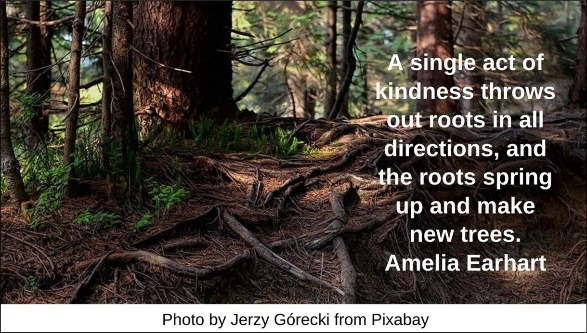 A single act of
kindness throws
out roots in all
directions, and
the roots spring
up and make
new trees.
Amelia Earhart
Photo by Jerzy Górecki from Pixabay